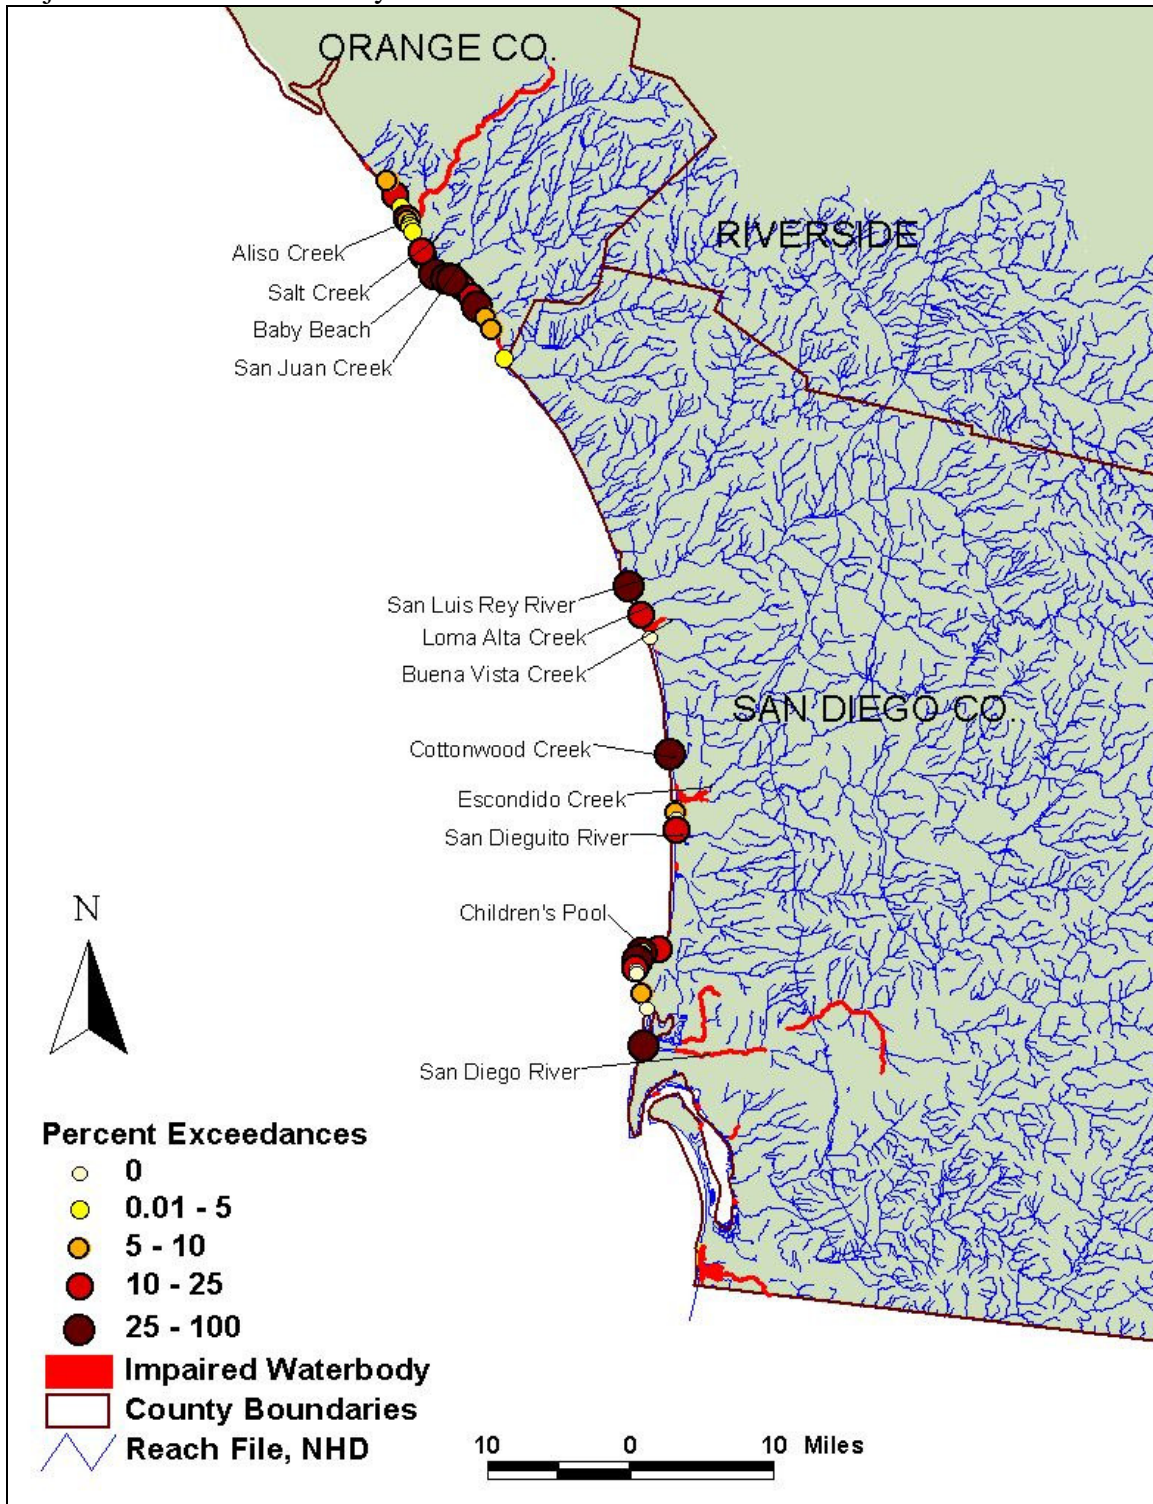 ORANGE CO.
RIVERSIDE
Aliso Creek
Salt Creek
Baby Beach
San Juan Creek
San Luis Rey River
Loma Alta Creek
Buena Vista Creek
SAN DIEGO CO.
Cottonwood Creek
Escondido Creek
San Dieguito River
Children's Pool
N
San Diego River
Percent Exceedances
0
0.01 - 5
5 - 10
10 - 25
25 - 100
Impaired Waterbody
County Boundaries
Reach File, NHD
10 0 10 Miles